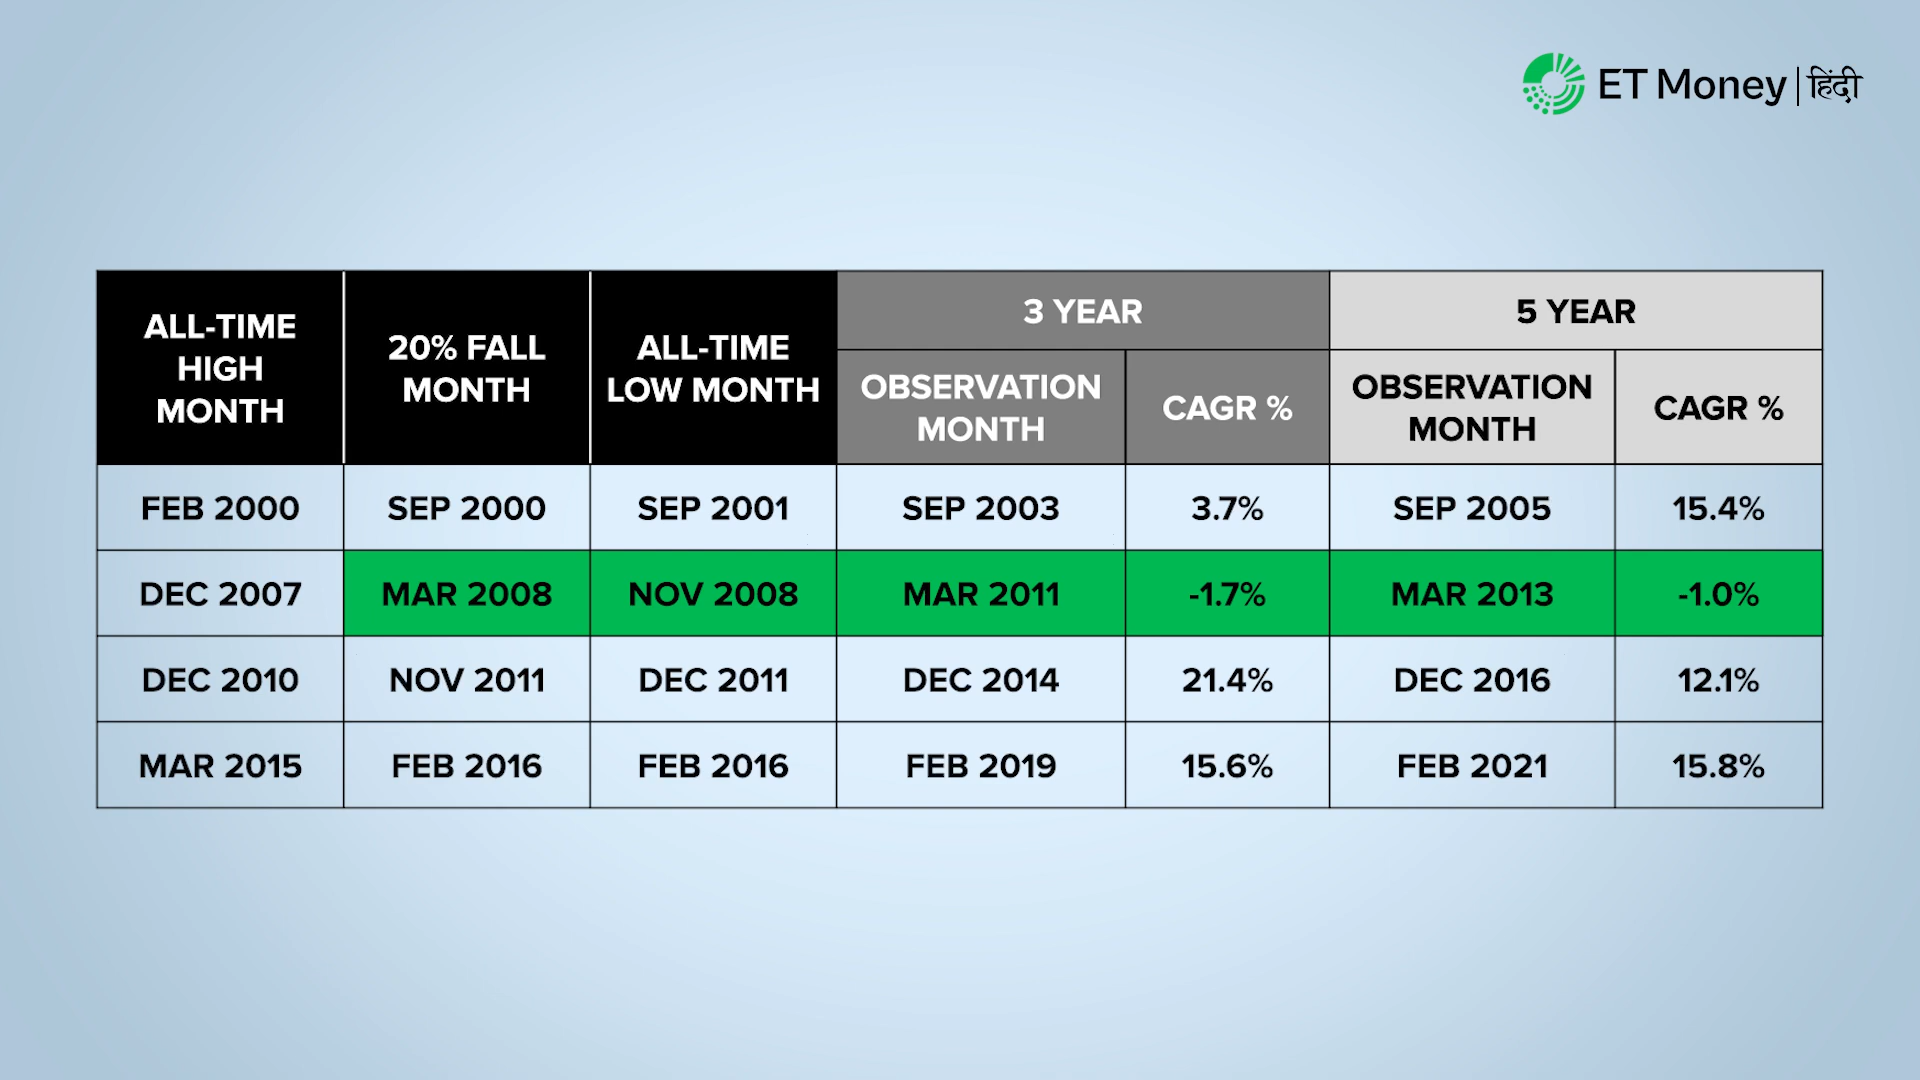 ET Money | हिंदी
ALL-TIME
HIGH
MONTH
20% FALL
MONTH
ALL-TIME
LOW MONTH
3 YEAR
5 YEAR
OBSERVATION
MONTH
CAGR %
OBSERVATION
MONTH
CAGR %
FEB 2000 SEP 2000 SEP 2001 SEP 2003 3.7% SEP 2005 15.4%
DEC 2007 MAR 2008 NOV 2008 MAR 2011 -1.7% MAR 2013 -1.0%
DEC 2010 NOV 2011 DEC 2011 DEC 2014 21.4% DEC 2016 12.1%
MAR 2015 FEB 2016 FEB 2016 FEB 2019 15.6% FEB 2021 15.8%